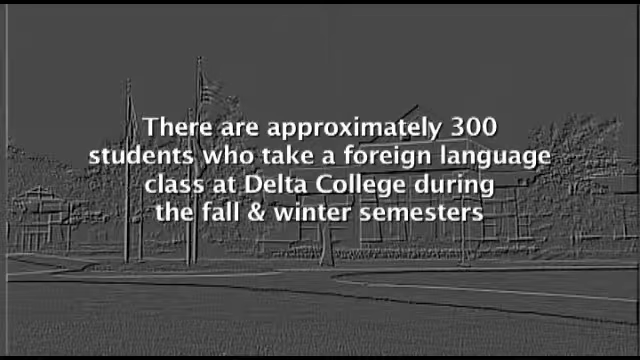 There are approximately 300
students who take a foreign language
class at Delta College during
the fall & winter semesters